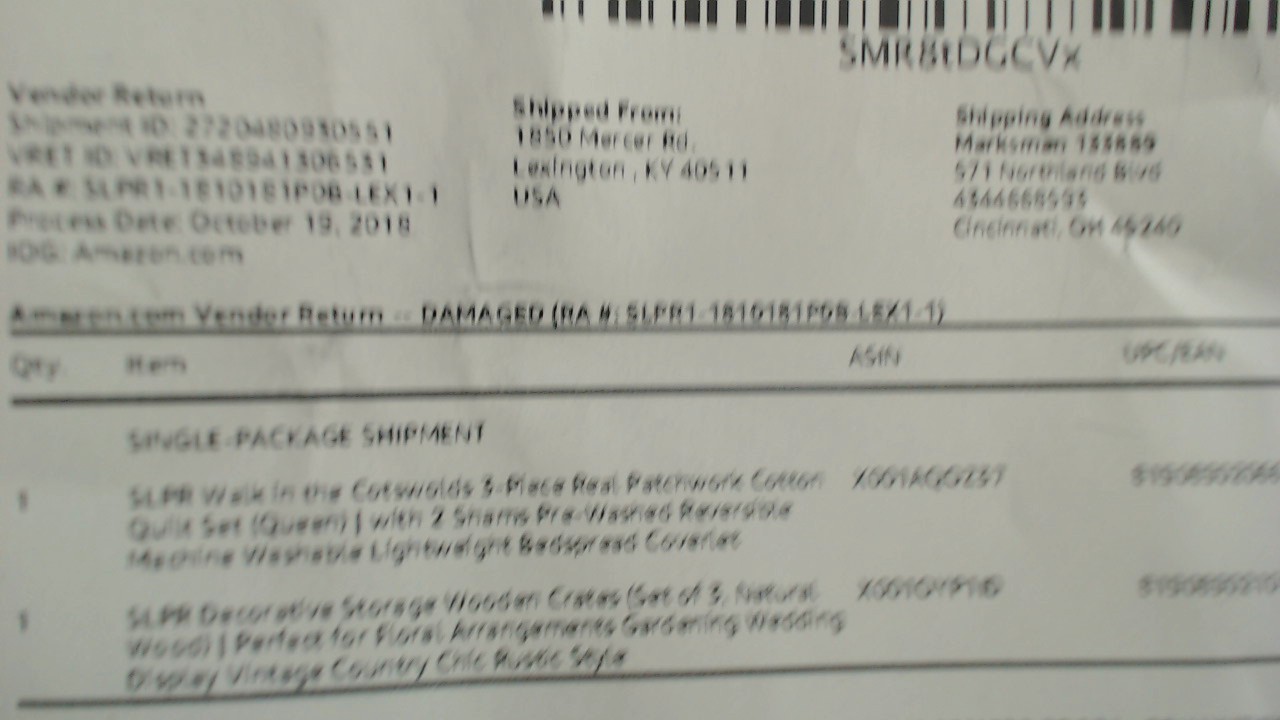 SMR8tDGCVx
Vendor Return
Shipment ID: 2720480930551
VRET ID: VRET348941306531
RA #: SLPR1-1810181P0B-LEX1-1
Process Date: October 19, 2018
IOG: Amazon.com
Shipped From:
1850 Mercer Rd.
Lexington , KY 40511
USA
Shipping Address
Marksman
571 Northland Blvd
Cincinnati, OH 45240
Amazon.com Vendor Return -- DAMAGED (RA #: SLPR1-1810181P0B-LEX1-1)
Qty Item ASIN UPC/EAN
SINGLE-PACKAGE SHIPMENT
1 SLPR Walk in the Cotswolds 3-Piece Real Patchwork Cotton
Quilt Set (Queen) | with 2 Shams Pre-Washed Reversible
Machine Washable Lightweight Bedspread Coverlet
1 SLPR Decorative Storage Wooden Crates (Set of 3, Natural
Wood) | Perfect for Floral Arrangements Gardening Wedding
Display Vintage Country Chic Rustic Style